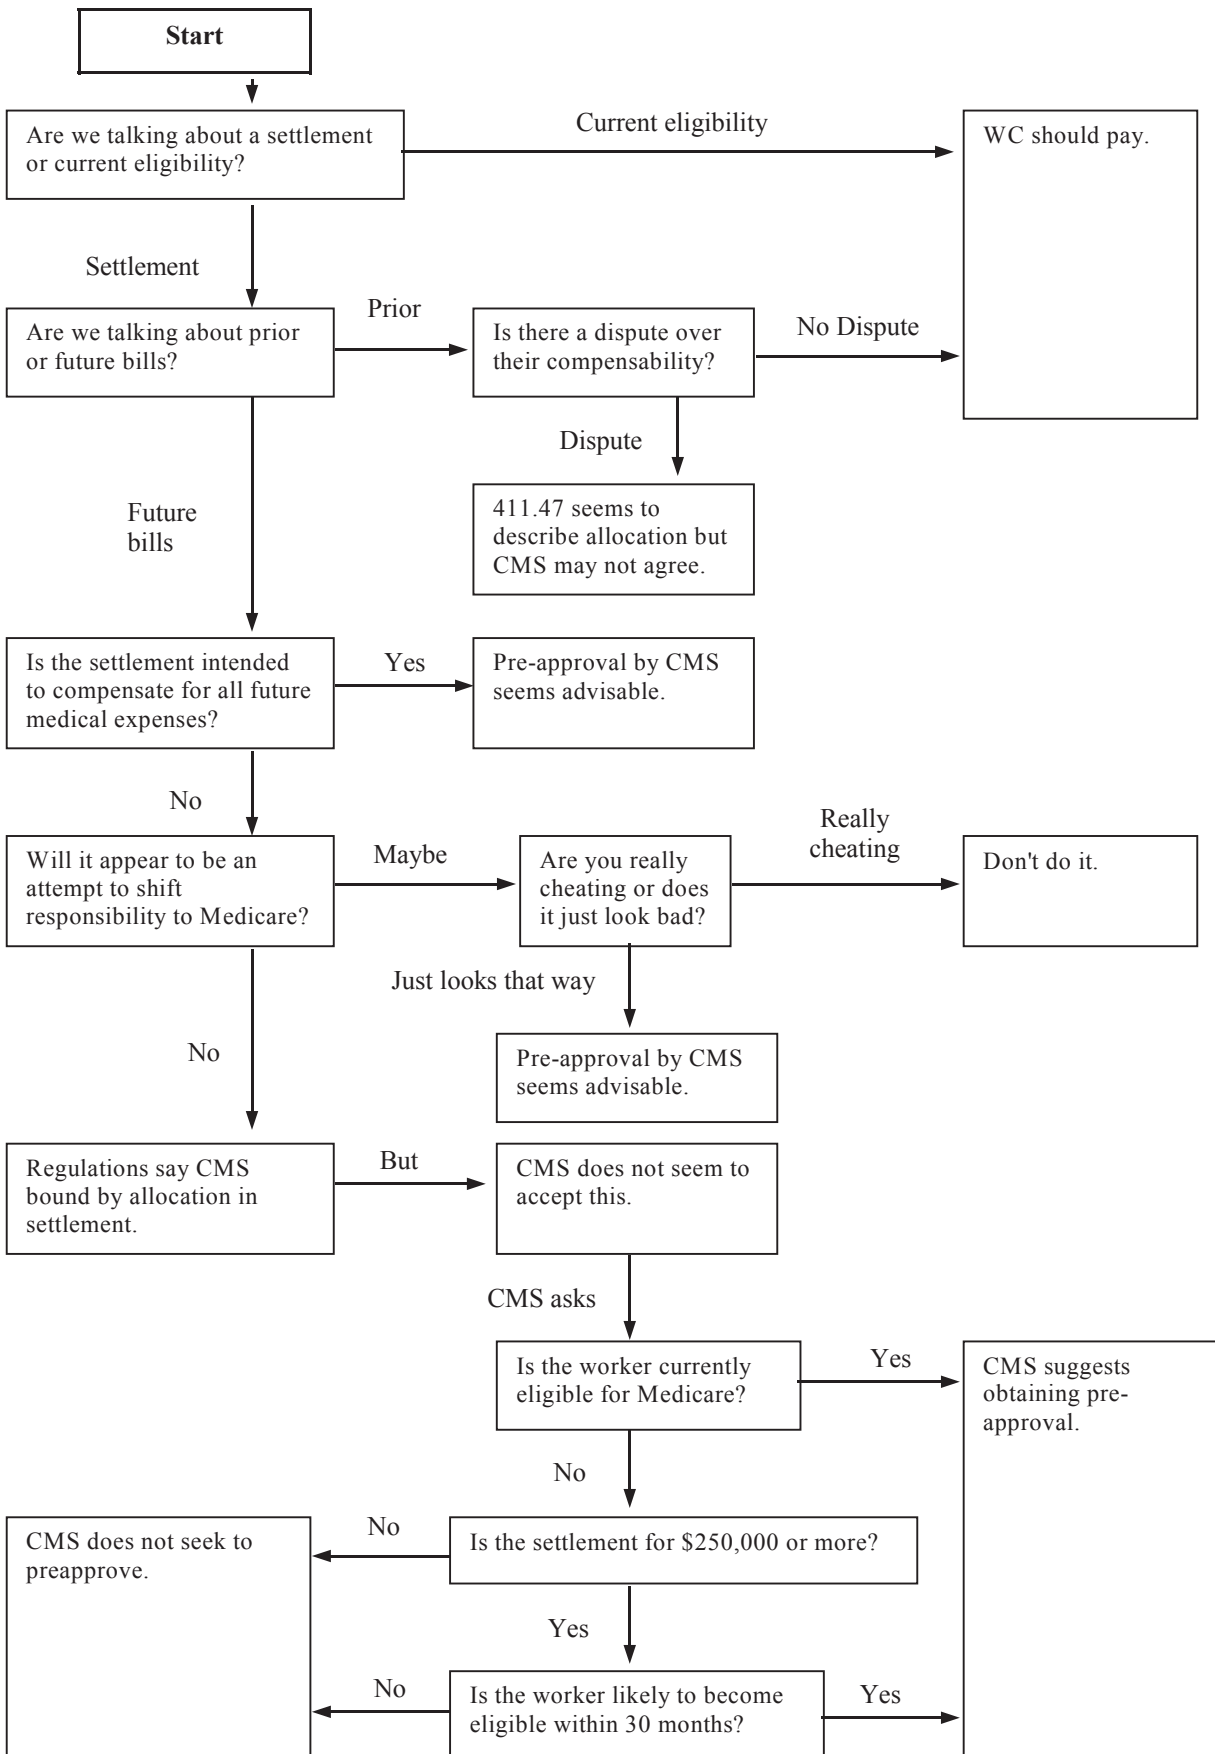 Start
Are we talking about a settlement
or current eligibility?
Current eligibility
WC should pay.
Settlement
Are we talking about prior
or future bills?
Prior
Is there a dispute over
their compensability?
No Dispute
Dispute
411.47 seems to
describe allocation but
CMS may not agree.
Future
bills
Is the settlement intended
to compensate for all future
medical expenses?
Yes
Pre-approval by CMS
seems advisable.
No
Will it appear to be an
attempt to shift
responsibility to Medicare?
Maybe
Are you really
cheating or does
it just look bad?
Really
cheating
Don't do it.
Just looks that way
Pre-approval by CMS
seems advisable.
No
Regulations say CMS
bound by allocation in
settlement.
But
CMS does not seem to
accept this.
CMS asks
Is the worker currently
eligible for Medicare?
Yes
CMS suggests
obtaining pre-
approval.
No
Is the settlement for $250,000 or more?
No
CMS does not seek to
preapprove.
Yes
Is the worker likely to become
eligible within 30 months?
No
Yes